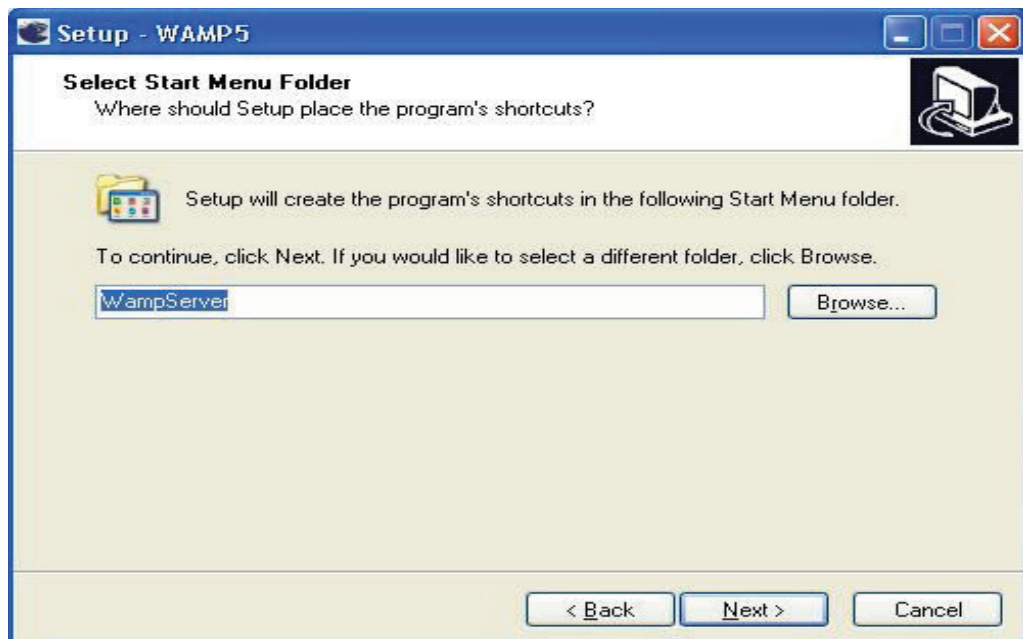 Setup - WAMP5
Select Start Menu Folder
Where should Setup place the program's shortcuts?
Setup will create the program's shortcuts in the following Start Menu folder.
To continue, click Next. If you would like to select a different folder, click Browse.
WampServer
Browse...
< Back
Next >
Cancel